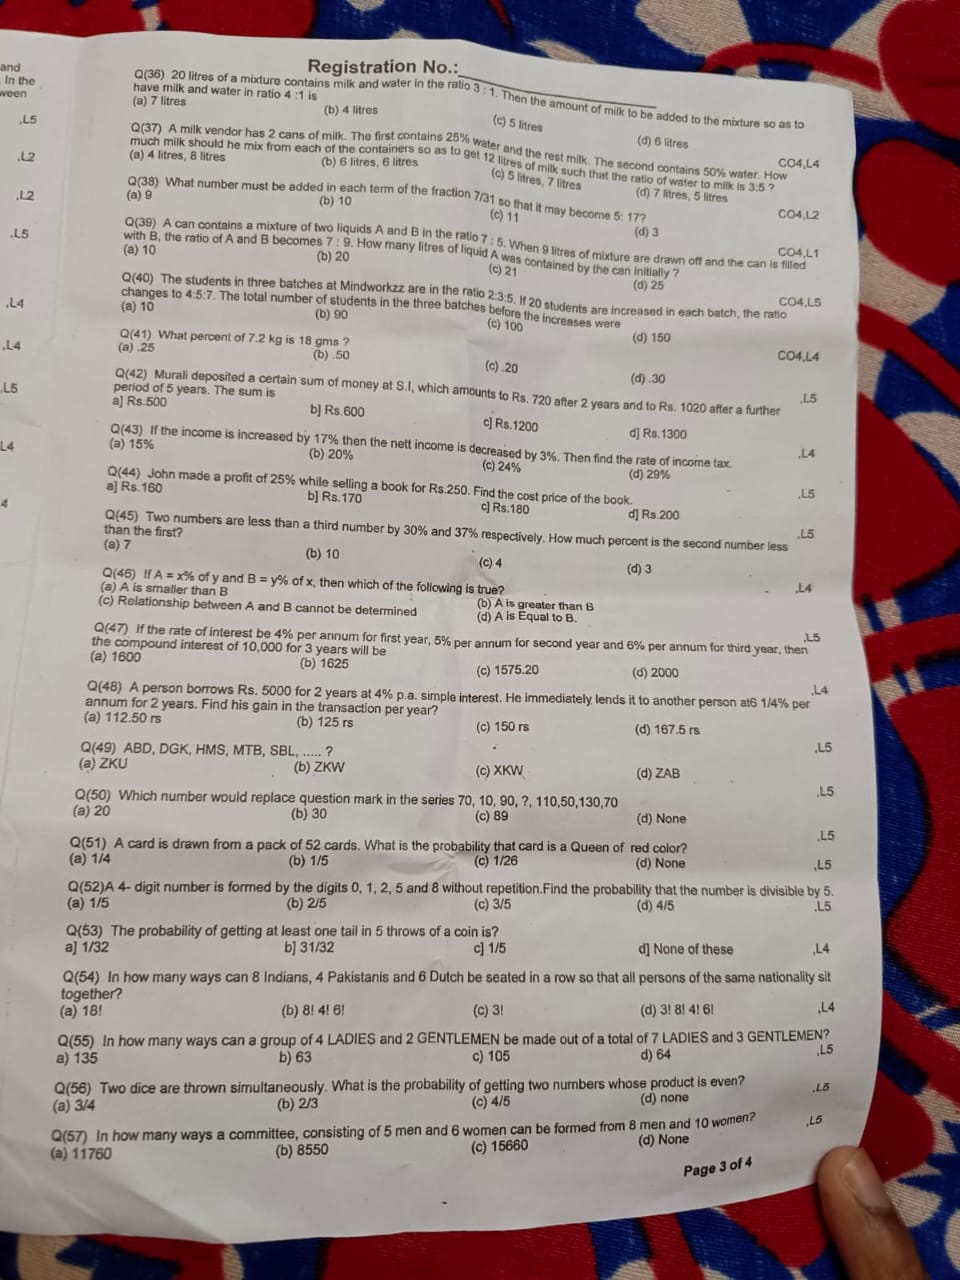 and
In the
ween
,L5
,L2
,L2
,L5
,L4
,L4
,L5
L4
4
Registration No.:
Q(36) 20 litres of a mixture contains milk and water in the ratio 3 : 1. Then the amount of milk to be added to the mixture so as to
have milk and water in ratio 4 :1 is
(a) 7 litres (b) 4 litres (c) 5 litres (d) 6 litres
CO4,L4
Q(37) A milk vendor has 2 cans of milk. The first contains 25% water and the rest milk. The second contains 50% water. How
much milk should he mix from each of the containers so as to get 12 litres of milk such that the ratio of water to milk is 3:5 ?
(a) 4 litres, 8 litres (b) 6 litres, 6 litres (c) 5 litres, 7 litres (d) 7 litres, 5 litres
CO4,L2
Q(38) What number must be added in each term of the fraction 7/31 so that it may become 5: 17?
(a) 9 (b) 10 (c) 11 (d) 3
CO4,L1
Q(39) A can contains a mixture of two liquids A and B in the ratio 7 : 5. When 9 litres of mixture are drawn off and the can is filled
with B, the ratio of A and B becomes 7 : 9. How many litres of liquid A was contained by the can initially ?
(a) 10 (b) 20 (c) 21 (d) 25
CO4,L5
Q(40) The students in three batches at Mindworkzz are in the ratio 2:3:5. If 20 students are increased in each batch, the ratio
changes to 4:5:7. The total number of students in the three batches before the increases were
(a) 10 (b) 90 (c) 100 (d) 150
CO4,L4
Q(41) What percent of 7.2 kg is 18 gms ?
(a) .25 (b) .50 (c) .20 (d) .30
,L5
Q(42) Murali deposited a certain sum of money at S.I, which amounts to Rs. 720 after 2 years and to Rs. 1020 after a further
period of 5 years. The sum is
a] Rs.500 b] Rs.600 c] Rs.1200 d] Rs.1300
,L4
Q(43) If the income is increased by 17% then the nett income is decreased by 3%. Then find the rate of income tax.
(a) 15% (b) 20% (c) 24% (d) 29%
,L5
Q(44) John made a profit of 25% while selling a book for Rs.250. Find the cost price of the book.
a] Rs.160 b] Rs.170 c] Rs.180 d] Rs.200
,L5
Q(45) Two numbers are less than a third number by 30% and 37% respectively. How much percent is the second number less
than the first?
(a) 7 (b) 10 (c) 4 (d) 3
,L4
Q(46) If A = x% of y and B = y% of x, then which of the following is true?
(a) A is smaller than B (b) A is greater than B
(c) Relationship between A and B cannot be determined (d) A is Equal to B.
,L5
Q(47) If the rate of interest be 4% per annum for first year, 5% per annum for second year and 6% per annum for third year, then
the compound interest of 10,000 for 3 years will be
(a) 1600 (b) 1625 (c) 1575.20 (d) 2000
,L4
Q(48) A person borrows Rs. 5000 for 2 years at 4% p.a. simple interest. He immediately lends it to another person at6 1/4% per
annum for 2 years. Find his gain in the transaction per year?
(a) 112.50 rs (b) 125 rs (c) 150 rs (d) 167.5 rs
,L5
Q(49) ABD, DGK, HMS, MTB, SBL, ..... ?
(a) ZKU (b) ZKW (c) XKW (d) ZAB
,L5
Q(50) Which number would replace question mark in the series 70, 10, 90, ?, 110,50,130,70
(a) 20 (b) 30 (c) 89 (d) None
,L5
Q(51) A card is drawn from a pack of 52 cards. What is the probability that card is a Queen of red color?
(a) 1/4 (b) 1/5 (c) 1/26 (d) None ,L5
Q(52)A 4- digit number is formed by the digits 0, 1, 2, 5 and 8 without repetition.Find the probability that the number is divisible by 5.
(a) 1/5 (b) 2/5 (c) 3/5 (d) 4/5 ,L5
Q(53) The probability of getting at least one tail in 5 throws of a coin is?
a] 1/32 b] 31/32 c] 1/5 d] None of these ,L4
Q(54) In how many ways can 8 Indians, 4 Pakistanis and 6 Dutch be seated in a row so that all persons of the same nationality sit
together?
(a) 18! (b) 8! 4! 6! (c) 3! (d) 3! 8! 4! 6! ,L4
Q(55) In how many ways can a group of 4 LADIES and 2 GENTLEMEN be made out of a total of 7 LADIES and 3 GENTLEMEN?
a) 135 b) 63 c) 105 d) 64 ,L5
Q(56) Two dice are thrown simultaneously. What is the probability of getting two numbers whose product is even?
(a) 3/4 (b) 2/3 (c) 4/5 (d) none ,L5
Q(57) In how many ways a committee, consisting of 5 men and 6 women can be formed from 8 men and 10 women? ,L5
(a) 11760 (b) 8550 (c) 15660 (d) None
Page 3 of 4